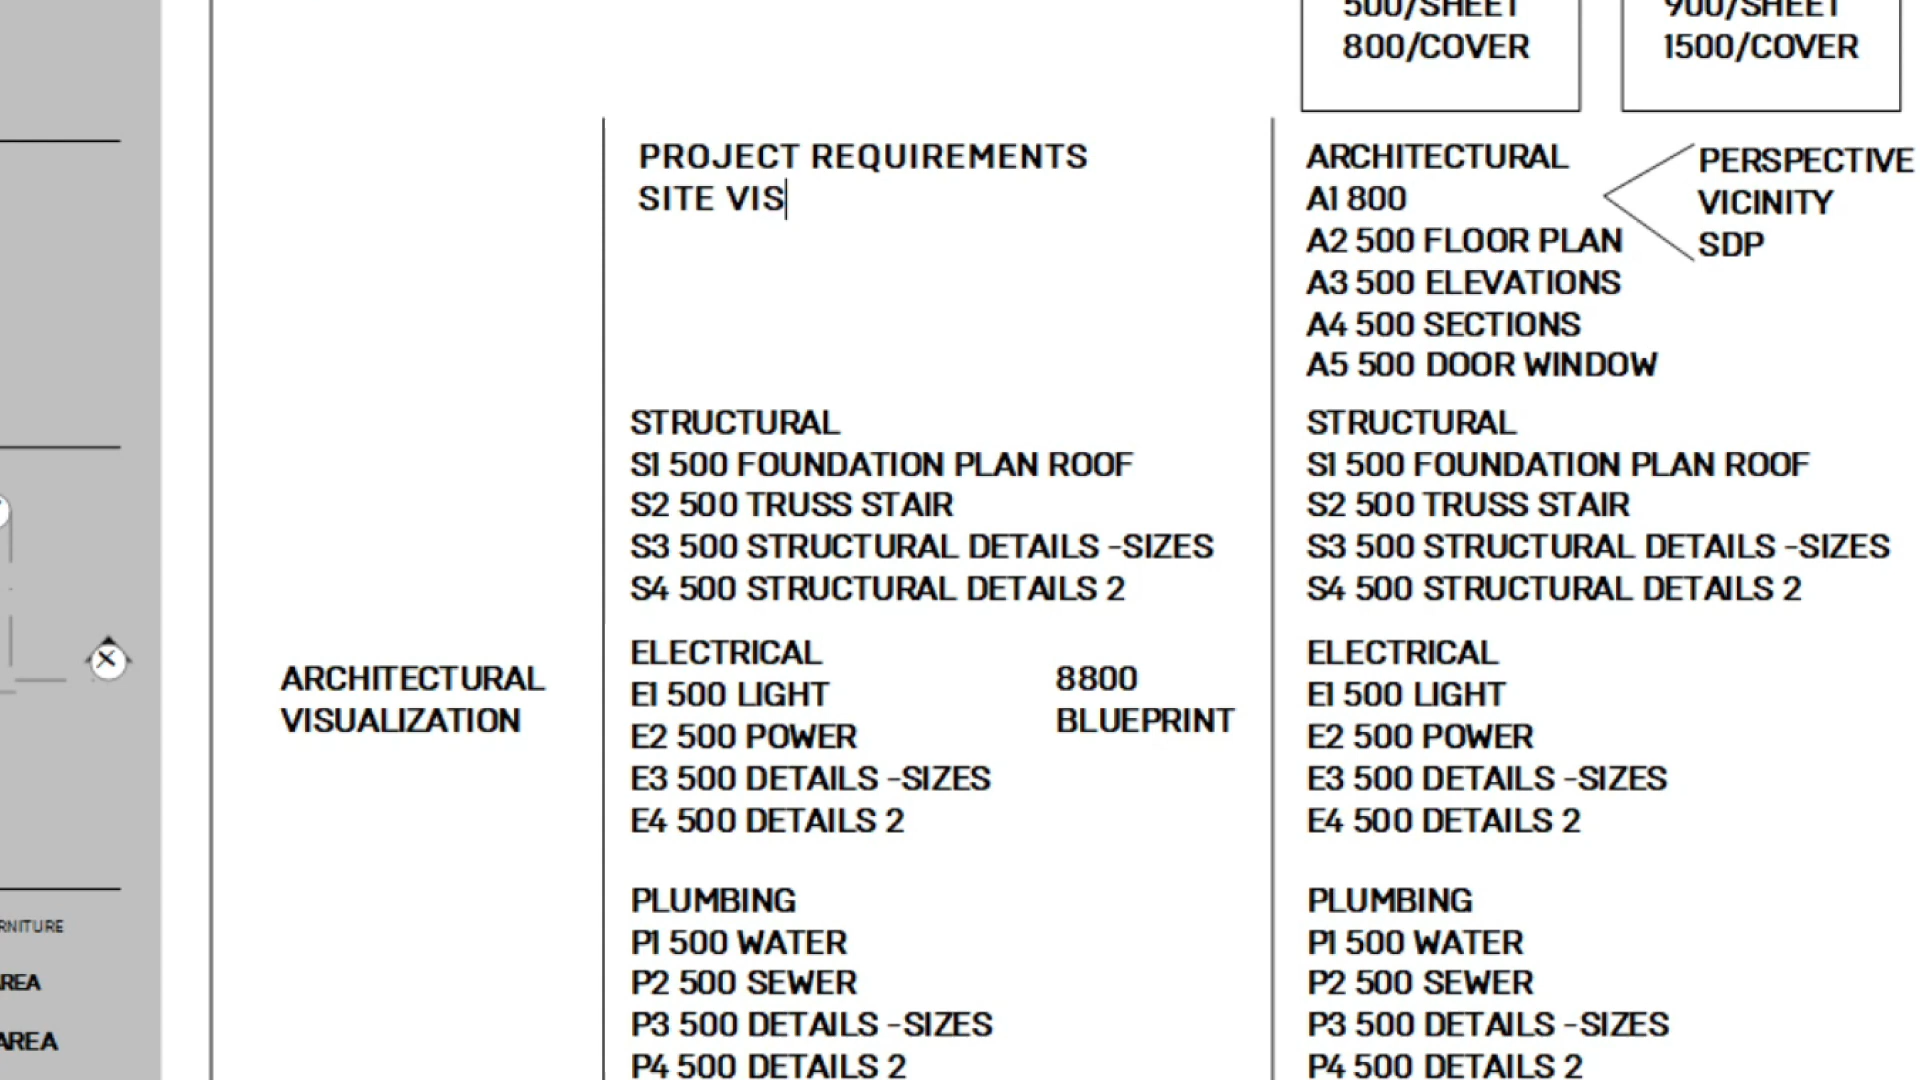 500/SHEET
800/COVER
900/SHEET
1500/COVER
PROJECT REQUIREMENTS
SITE VIS
ARCHITECTURAL
A1 800
A2 500 FLOOR PLAN
A3 500 ELEVATIONS
A4 500 SECTIONS
A5 500 DOOR WINDOW
PERSPECTIVE
VICINITY
SDP
STRUCTURAL
S1 500 FOUNDATION PLAN ROOF
S2 500 TRUSS STAIR
S3 500 STRUCTURAL DETAILS -SIZES
S4 500 STRUCTURAL DETAILS 2
STRUCTURAL
S1 500 FOUNDATION PLAN ROOF
S2 500 TRUSS STAIR
S3 500 STRUCTURAL DETAILS -SIZES
S4 500 STRUCTURAL DETAILS 2
ARCHITECTURAL
VISUALIZATION
ELECTRICAL
E1 500 LIGHT
E2 500 POWER
E3 500 DETAILS -SIZES
E4 500 DETAILS 2
8800
BLUEPRINT
ELECTRICAL
E1 500 LIGHT
E2 500 POWER
E3 500 DETAILS -SIZES
E4 500 DETAILS 2
PLUMBING
P1 500 WATER
P2 500 SEWER
P3 500 DETAILS -SIZES
P4 500 DETAILS 2
PLUMBING
P1 500 WATER
P2 500 SEWER
P3 500 DETAILS -SIZES
P4 500 DETAILS 2
RNITURE
REA
AREA
X